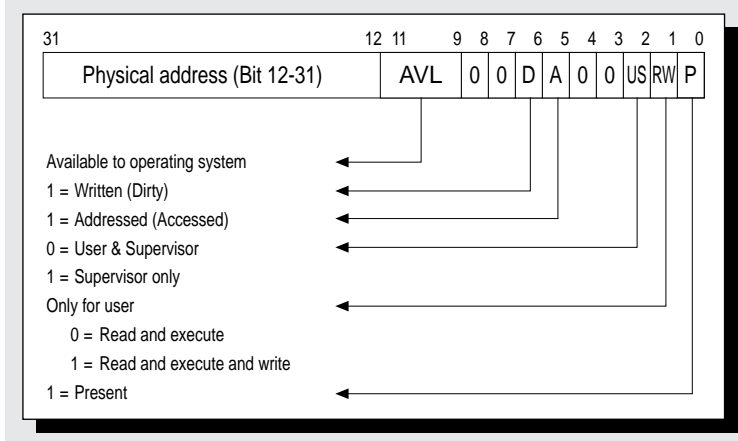 31 12 11 9 8 7 6 5 4 3 2 1 0
Physical address (Bit 12-31) AVL 0 0 D A 0 0 US RW P
Available to operating system
1 = Written (Dirty)
1 = Addressed (Accessed)
0 = User & Supervisor
1 = Supervisor only
Only for user
0 = Read and execute
1 = Read and execute and write
1 = Present